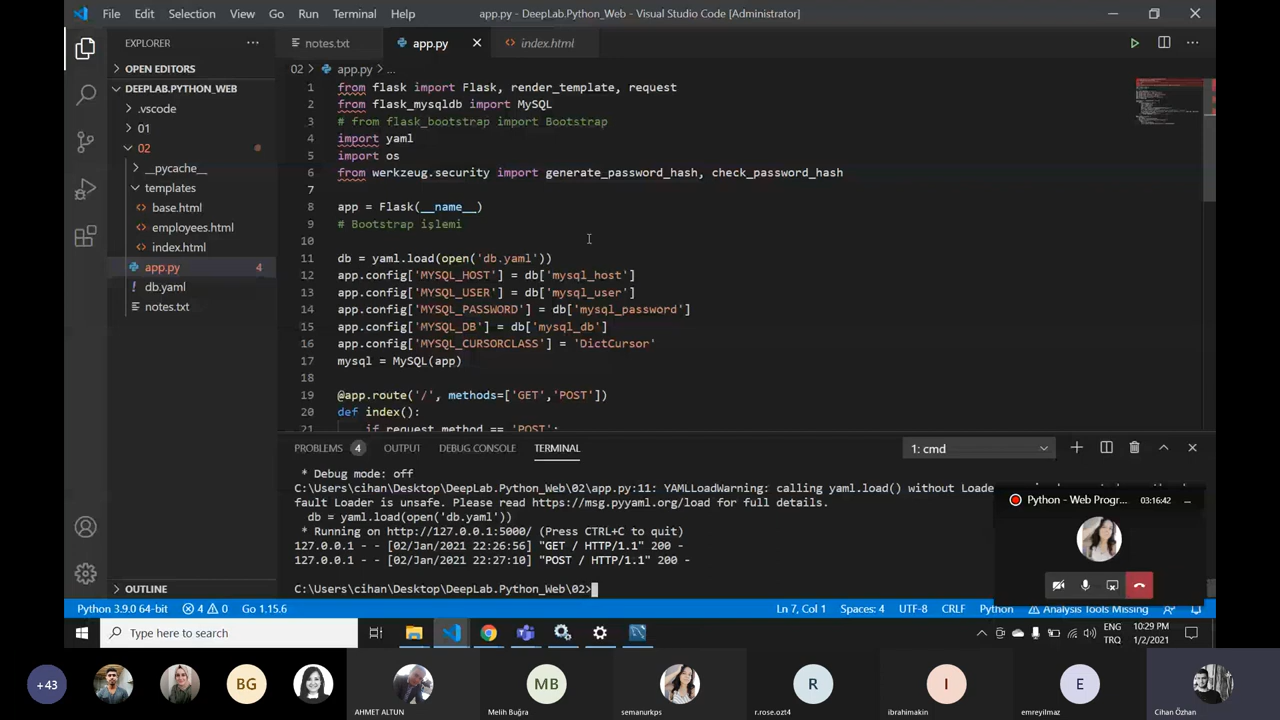 File Edit Selection View Go Run Terminal Help app.py - DeepLab.Python_Web - Visual Studio Code [Administrator]
EXPLORER
notes.txt app.py index.html
OPEN EDITORS
02 > app.py > ...
DEEPLAB.PYTHON_WEB
.vscode
01
02
__pycache__
templates
base.html
employees.html
index.html
app.py 4
db.yaml
notes.txt
OUTLINE
1 from flask import Flask, render_template, request
2 from flask_mysqldb import MySQL
3 # from flask_bootstrap import Bootstrap
4 import yaml
5 import os
6 from werkzeug.security import generate_password_hash, check_password_hash
7
8 app = Flask(__name__)
9 # Bootstrap işlemi
10
11 db = yaml.load(open('db.yaml'))
12 app.config['MYSQL_HOST'] = db['mysql_host']
13 app.config['MYSQL_USER'] = db['mysql_user']
14 app.config['MYSQL_PASSWORD'] = db['mysql_password']
15 app.config['MYSQL_DB'] = db['mysql_db']
16 app.config['MYSQL_CURSORCLASS'] = 'DictCursor'
17 mysql = MySQL(app)
18
19 @app.route('/', methods=['GET','POST'])
20 def index():
21 if request.method == 'POST':
PROBLEMS 4 OUTPUT DEBUG CONSOLE TERMINAL 1: cmd
* Debug mode: off
C:\Users\cihan\Desktop\DeepLab.Python_Web\02\app.py:11: YAMLLoadWarning: calling yaml.load() without Loader
fault Loader is unsafe. Please read https://msg.pyyaml.org/load for full details.
db = yaml.load(open('db.yaml'))
* Running on http://127.0.0.1:5000/ (Press CTRL+C to quit)
127.0.0.1 - - [02/Jan/2021 22:26:56] "GET / HTTP/1.1" 200 -
127.0.0.1 - - [02/Jan/2021 22:27:10] "POST / HTTP/1.1" 200 -
C:\Users\cihan\Desktop\DeepLab.Python_Web\02>
Python - Web Progr... 03:16:42
Python 3.9.0 64-bit 4 0 Go 1.15.6 Ln 7, Col 1 Spaces: 4 UTF-8 CRLF Python Analysis Tools Missing
Type here to search
ENG
TRQ
10:29 PM
1/2/2021
+43
BG
MB
R
I
E
AHMET ALTUN Melih Buğra semanurkps r.rose.ozt4 ibrahimakin emreyilmaz Cihan Özhan